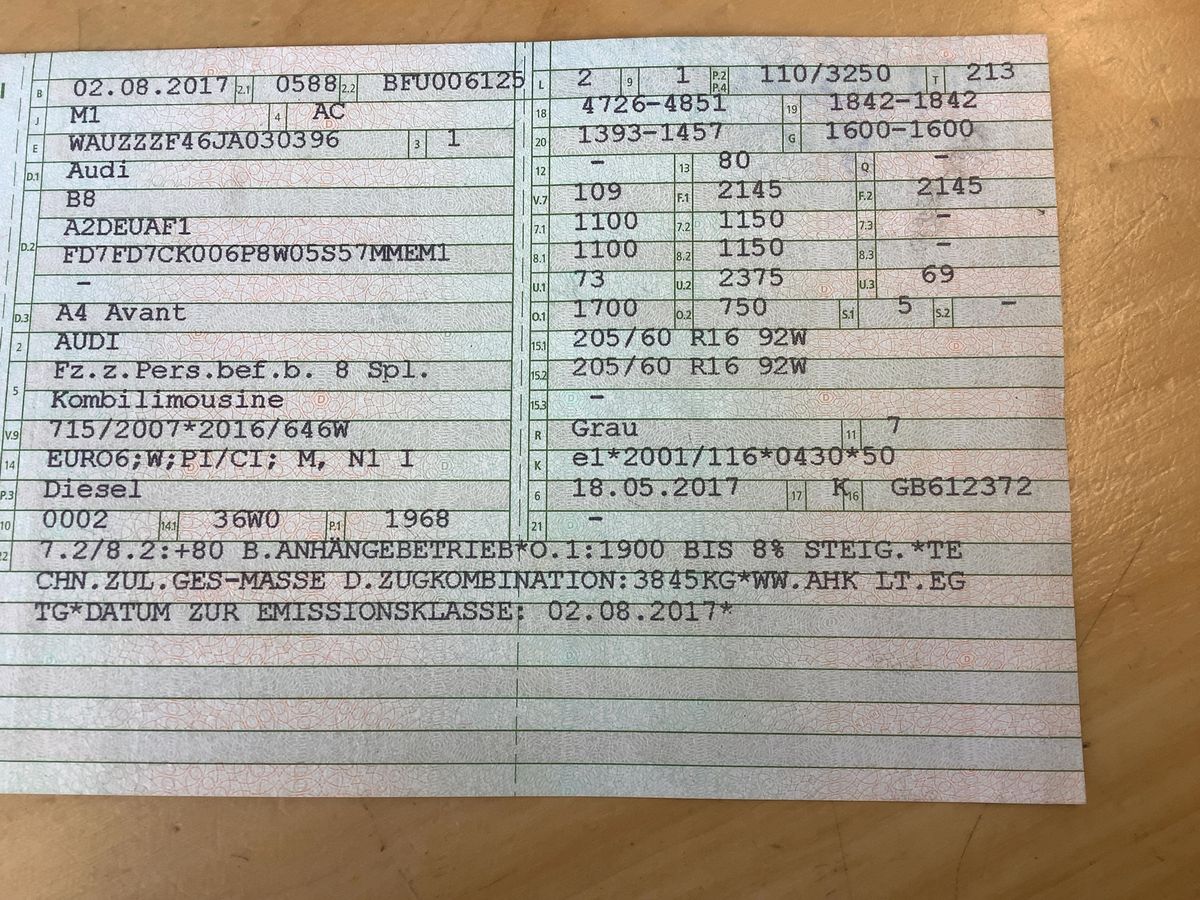 B 02.08.2017 2.1 0588 2.2 BFU006125
J M1 4 AC
E WAUZZZF46JA030396 3 1
D.1 Audi
B8
D.2 A2DEUAF1
FD7FD7CK006P8W05S57MMEM1
–
D.3 A4 Avant
2 AUDI
5 Fz.z.Pers.bef.b. 8 Spl.
Kombilimousine
V.9 715/2007*2016/646W
14 EURO6;W;PI/CI; M, N1 I
P.3 Diesel
10 0002 14.1 36W0 P.1 1968
L 2 9 1 P.2 P.4 110/3250 T 213
18 4726-4851 19 1842-1842
20 1393-1457 G 1600-1600
12 – 13 80 Q –
V.7 109 F.1 2145 F.2 2145
7.1 1100 7.2 1150 7.3 –
8.1 1100 8.2 1150 8.3 –
U.1 73 U.2 2375 U.3 69
O.1 1700 O.2 750 S.1 5 S.2 –
15.1 205/60 R16 92W
15.2 205/60 R16 92W
15.3 –
R Grau 11 7
K e1*2001/116*0430*50
6 18.05.2017 17 K 16 GB612372
21 –
22 7.2/8.2:+80 B.ANHÄNGEBETRIEB*O.1:1900 BIS 8% STEIG.*TE
CHN.ZUL.GES-MASSE D.ZUGKOMBINATION:3845KG*WW.AHK LT.EG
TG*DATUM ZUR EMISSIONSKLASSE: 02.08.2017*